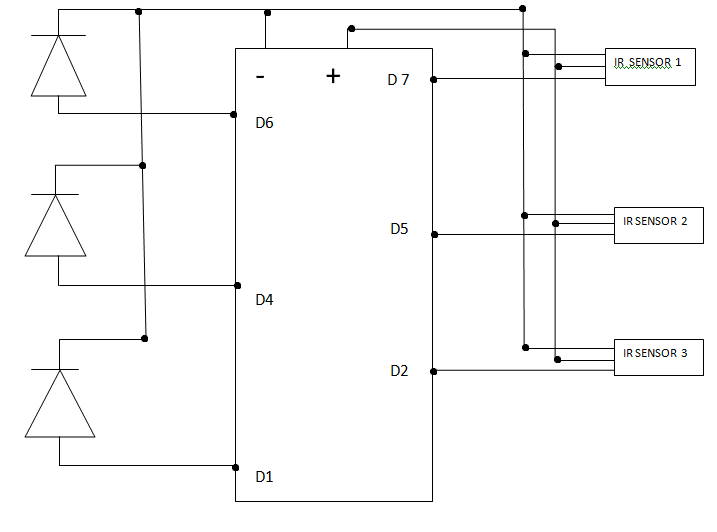 IR SENSOR 1
- + D 7
D6
IR SENSOR 2
D5
D4
IR SENSOR 3
D2
D1